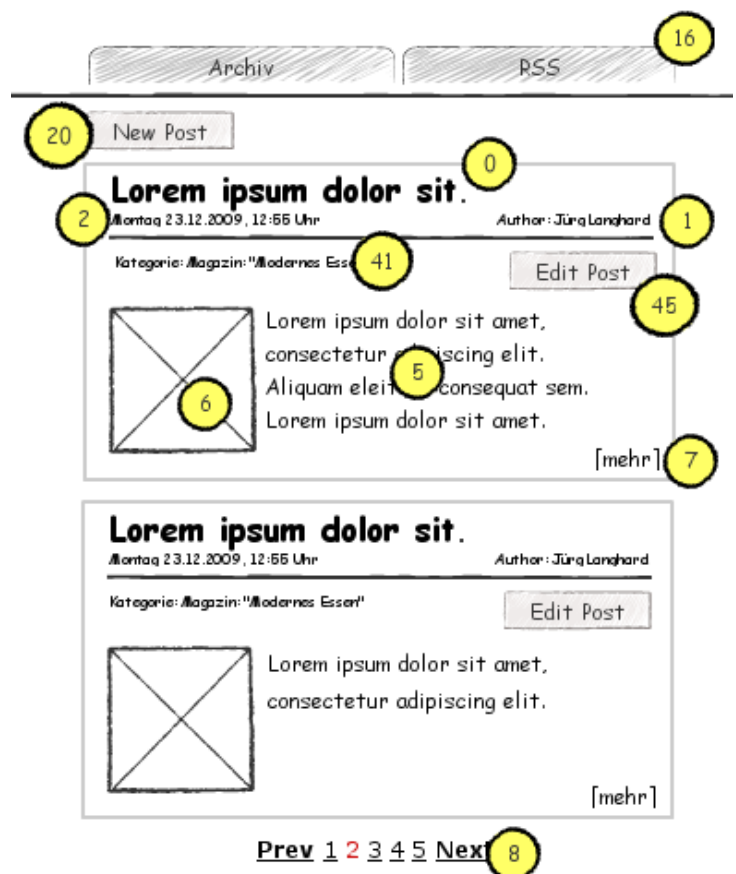 16
Archiv RSS
20 New Post
0
Lorem ipsum dolor sit.
2 Montag 23.12.2009, 12:55 Uhr Author: Jürg Langhard 1
Kategorie: Magazin: "Modernes 41
Edit Post
45
Lorem ipsum dolor sit amet,
consectetur elit.
5
Aliquam consequat sem.
6
Lorem ipsum dolor sit amet.
[mehr] 7
Lorem ipsum dolor sit.
Montag 23.12.2009, 12:55 Uhr Author: Jürg Langhard
Kategorie: Magazin: "Modernes Essen"
Edit Post
Lorem ipsum dolor sit amet,
consectetur adipiscing elit.
[mehr]
Prev 1 2 3 4 5 Next 8